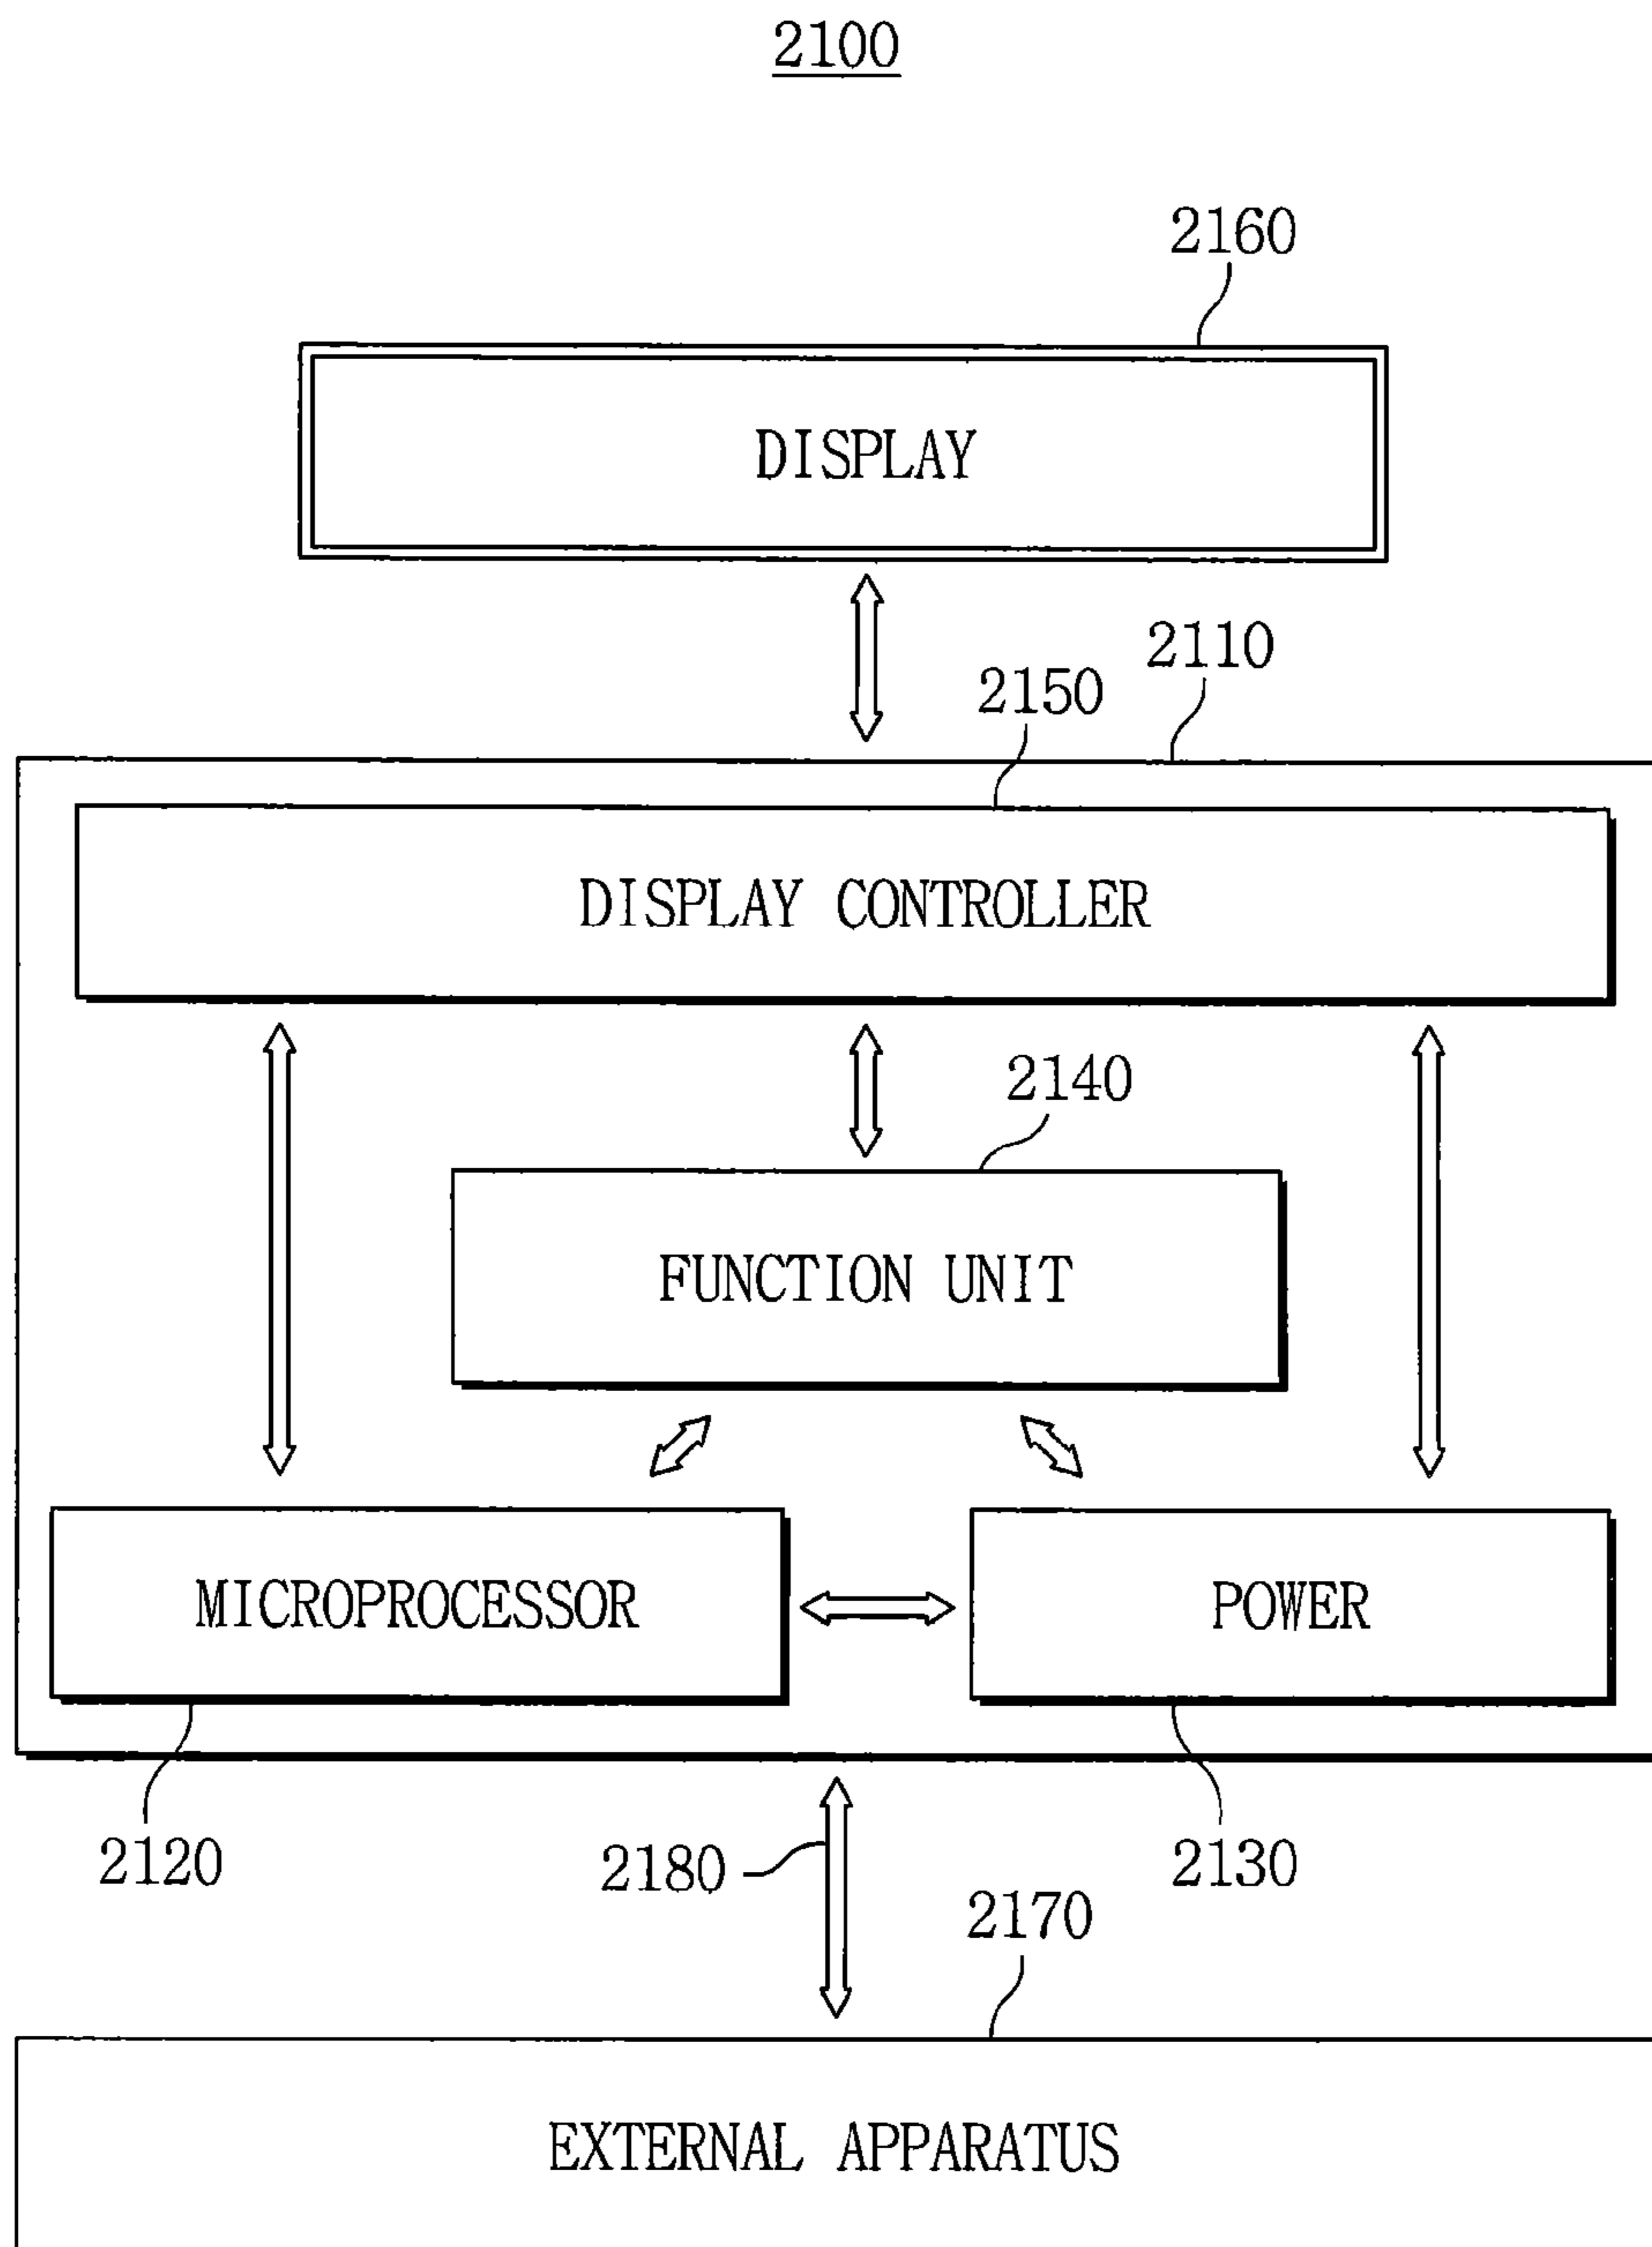 2100
2160
DISPLAY
2110
2150
DISPLAY CONTROLLER
2140
FUNCTION UNIT
MICROPROCESSOR
POWER
2120
2180
2130
2170
EXTERNAL APPARATUS